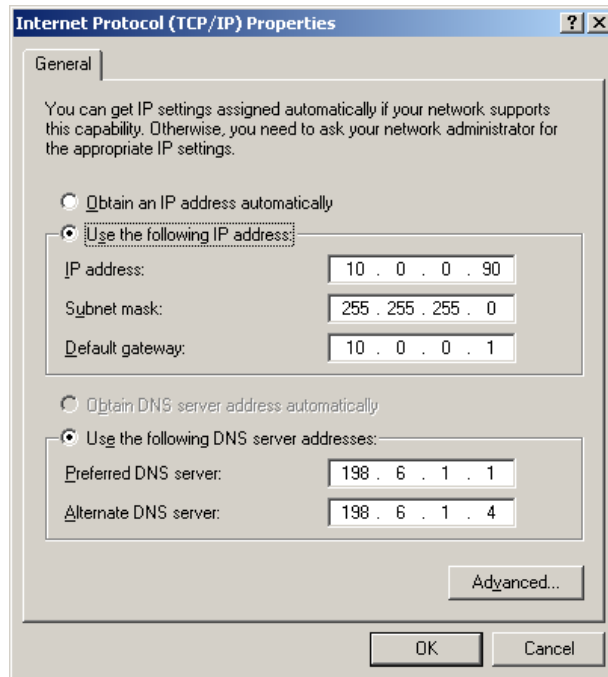 Internet Protocol (TCP/IP) Properties
General
You can get IP settings assigned automatically if your network supports
this capability. Otherwise, you need to ask your network administrator for
the appropriate IP settings.
Obtain an IP address automatically
Use the following IP address:
IP address: 10 . 0 . 0 . 90
Subnet mask: 255 . 255 . 255 . 0
Default gateway: 10 . 0 . 0 . 1
Obtain DNS server address automatically
Use the following DNS server addresses:
Preferred DNS server: 198 . 6 . 1 . 1
Alternate DNS server: 198 . 6 . 1 . 4
Advanced...
OK Cancel